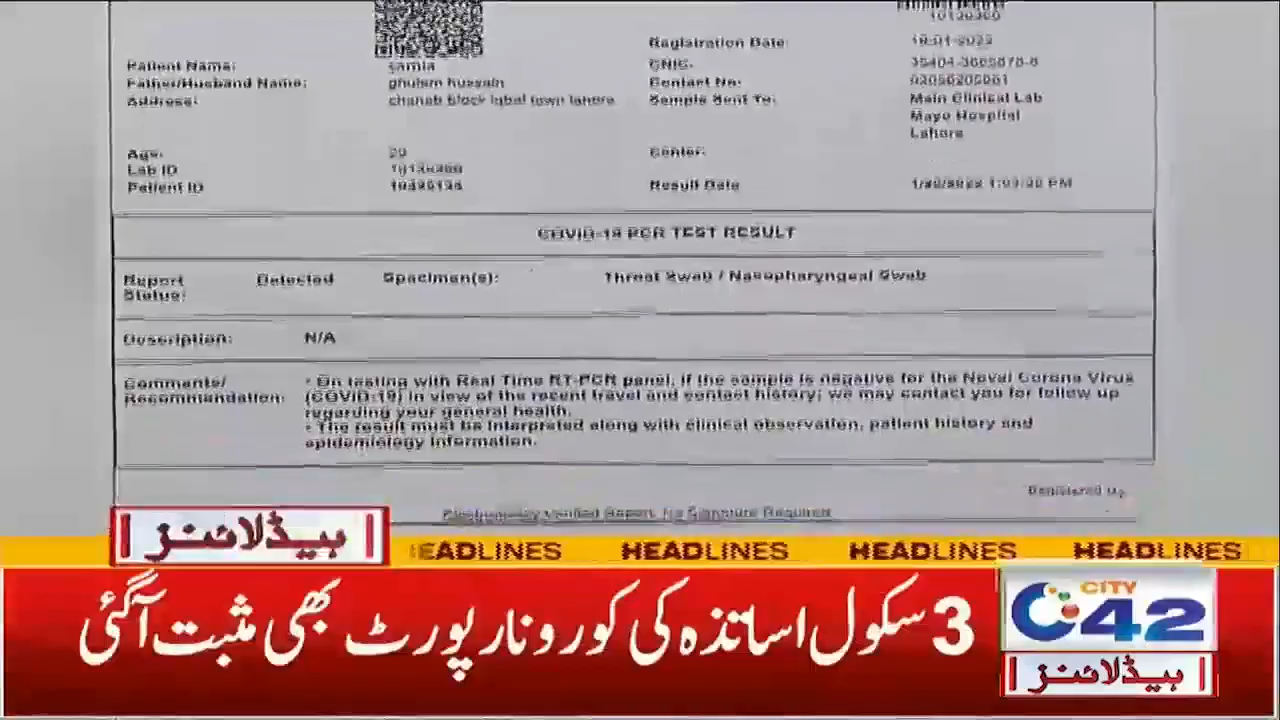 Registration Date:
Patient Name:
CNIC:
Father/Husband Name: ghulam hussain Contact No:
Address: block iqbal town lahore Sample Sent To: Main Clinical Lab
Mayo Hospital
Lahore
Age: Center:
Lab ID
Patient ID Result Date PM
COVID-19 PCR TEST RESULT
Report Detected Specimen(s): Throat Swab / Nasopharyngeal Swab
Status:
Description: N/A
Comments/ • On testing with Real Time RT-PCR panel, if the sample is negative for the Novel Corona Virus
Recommendation: (COVID-19) in view of the recent travel and contact history; we may contact you for follow up
regarding your general health.
• The result must be interpreted along with clinical observation, patient history and
epidemiology information.
Registered By
Electronically Verified Report, No Signature Required
ہیڈلائنز
EADLINES HEADLINES HEADLINES HEADLINES
3 سکول اساتذہ کی کورونا رپورٹ بھی مثبت آگئی
CITY
42
ہیڈلائنز